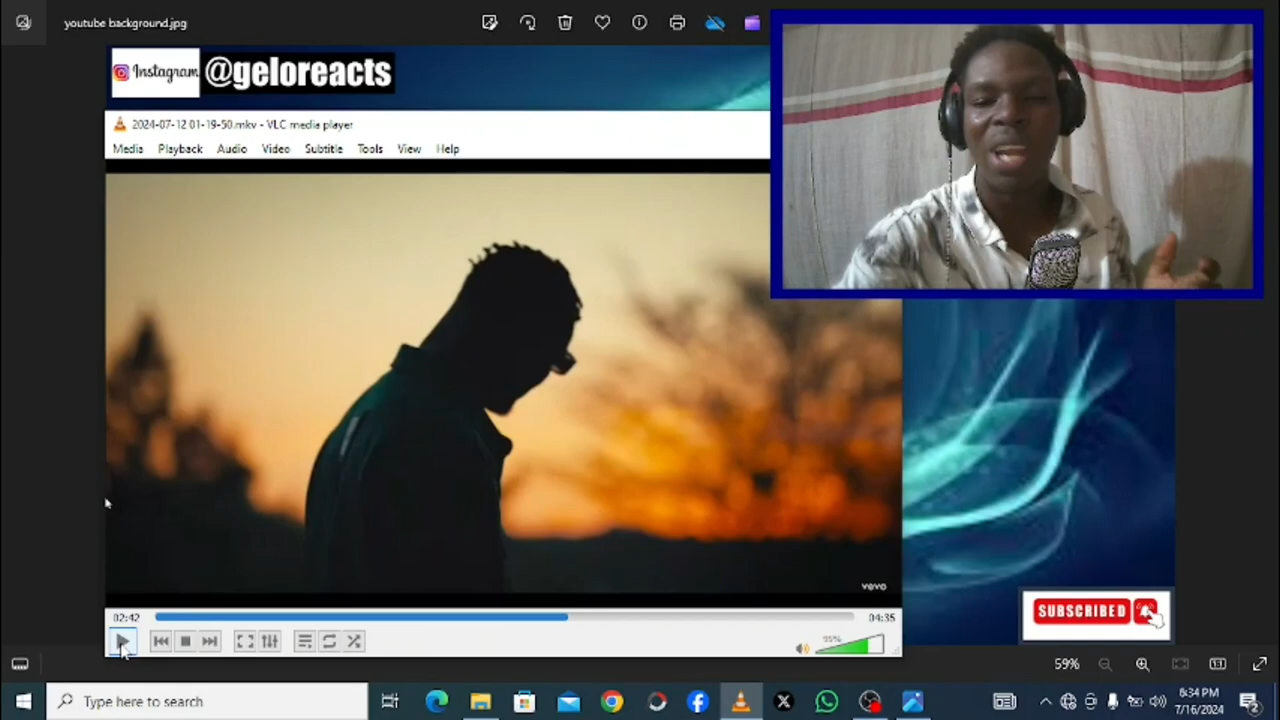 youtube background.jpg
Instagram
@geloreacts
2024-07-12 01-19-50.mkv - VLC media player
Media Playback Audio Video Subtitle Tools View Help
vevo
02:42
04:35
95%
SUBSCRIBED
59%
Type here to search
6:34 PM
7/16/2024
2